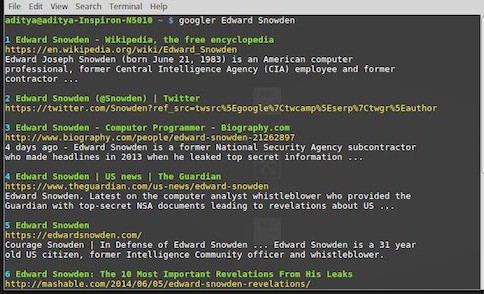 File Edit View Search Terminal Help
aditya@aditya-Inspiron-N5010 ~ $ googler Edward Snowden
1 Edward Snowden - Wikipedia, the free encyclopedia
https://en.wikipedia.org/wiki/Edward_Snowden
Edward Joseph Snowden (born June 21, 1983) is an American computer
professional, former Central Intelligence Agency (CIA) employee and former
contractor ...
2 Edward Snowden (@Snowden) | Twitter
https://twitter.com/Snowden?ref_src=twsrc%5Egoogle%7Ctwcamp%5Eserp%7Ctwgr%5Eauthor
3 Edward Snowden - Computer Programmer - Biography.com
http://www.biography.com/people/edward-snowden-21262897
4 days ago - Edward Snowden is a former National Security Agency subcontractor
who made headlines in 2013 when he leaked top secret information ...
4 Edward Snowden | US news | The Guardian
https://www.theguardian.com/us-news/edward-snowden
Edward Snowden. Latest on the computer analyst whistleblower who provided the
Guardian with top-secret NSA documents leading to revelations about US ...
5 Edward Snowden
https://edwardsnowden.com/
Courage Snowden | In Defense of Edward Snowden ... Edward Snowden is a 31 year
old US citizen, former Intelligence Community officer and whistleblower.
6 Edward Snowden: The 10 Most Important Revelations From His Leaks
http://mashable.com/2014/06/05/edward-snowden-revelations/